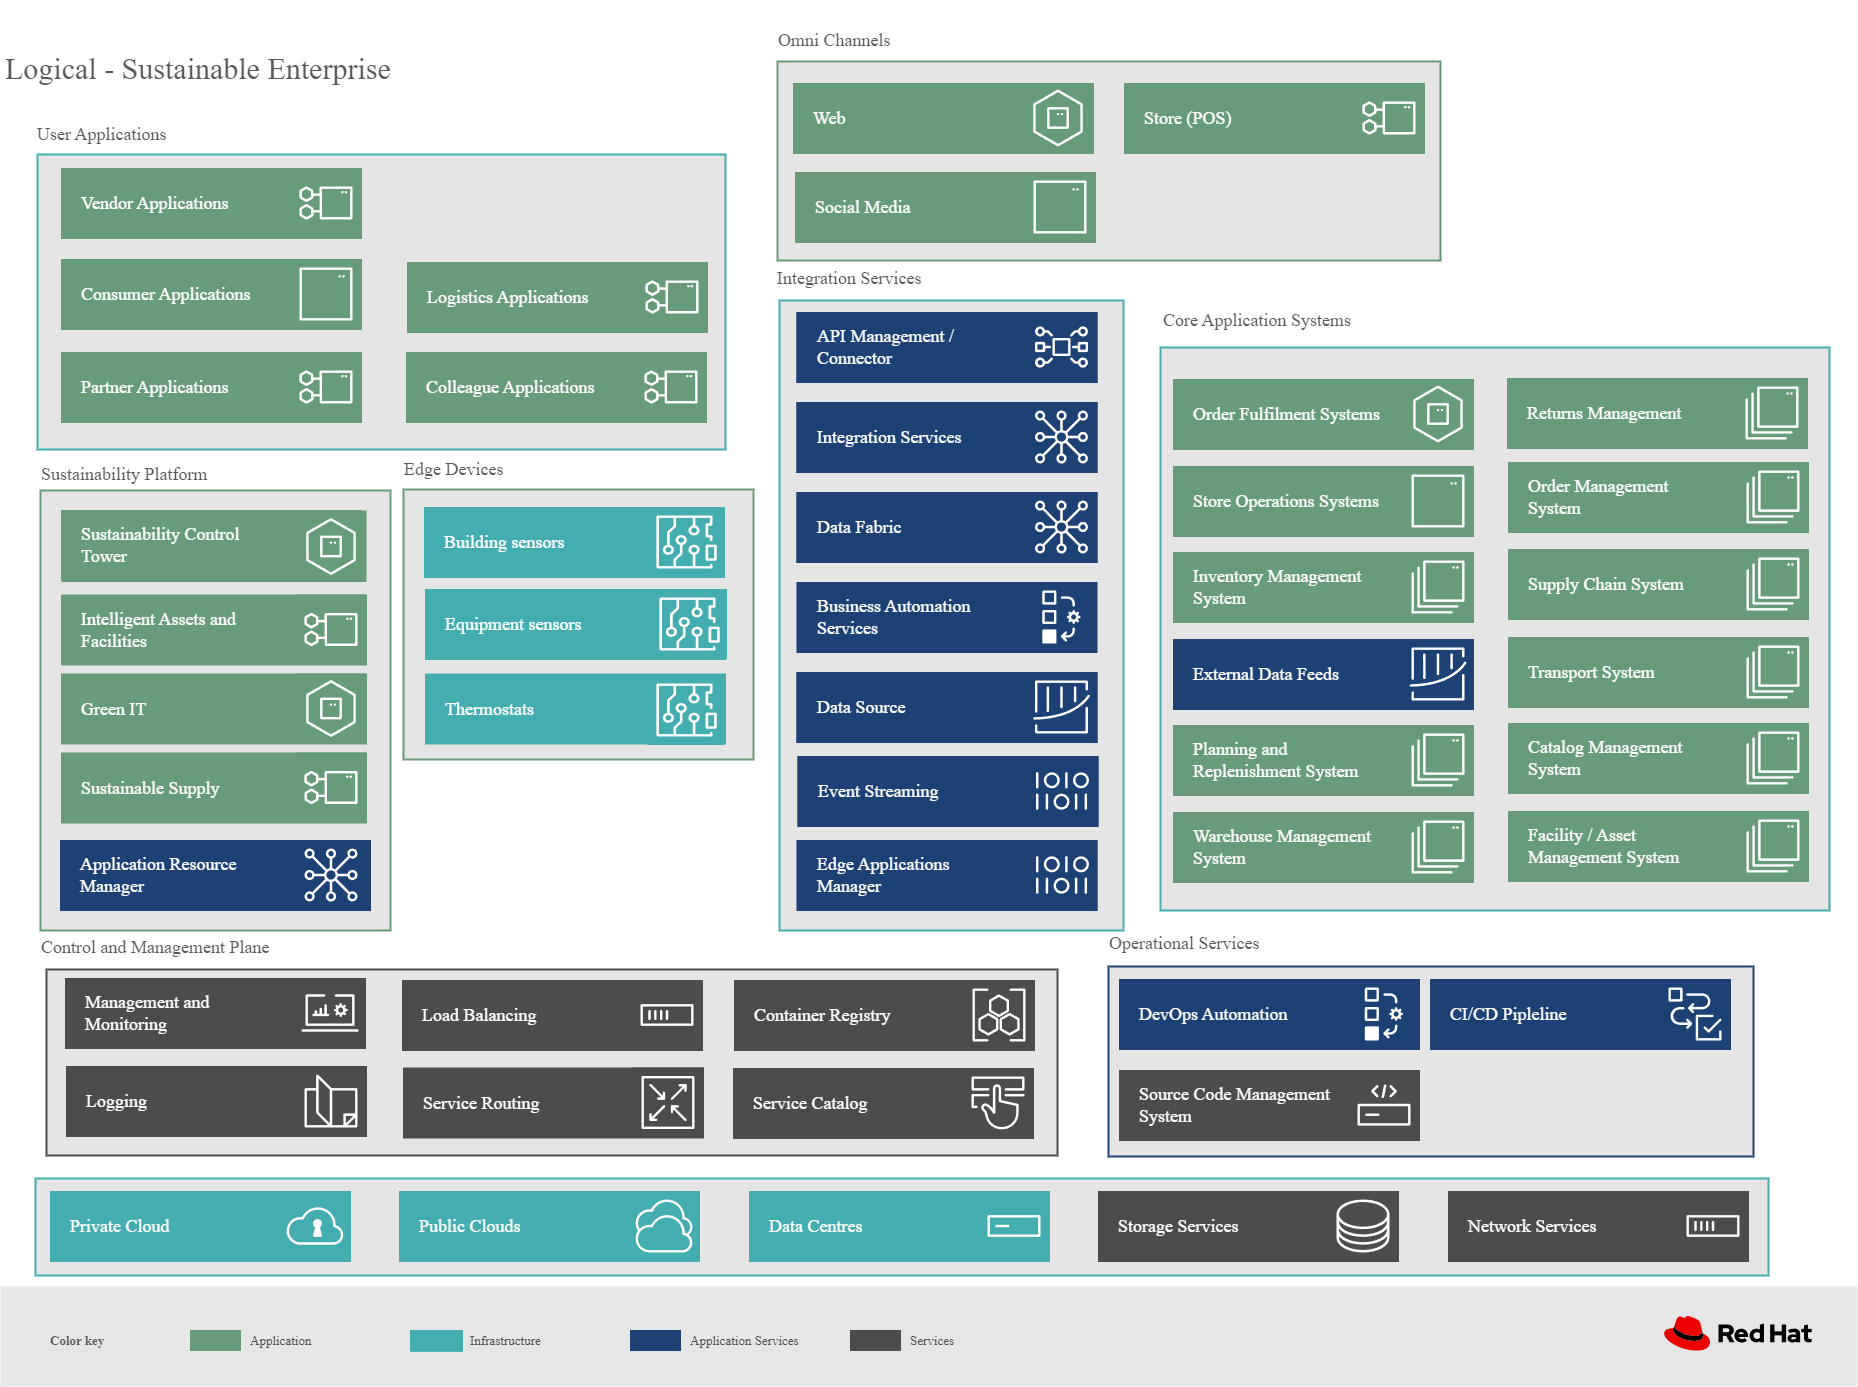 Logical - Sustainable Enterprise
Omni Channels
Web
Store (POS)
Social Media
User Applications
Vendor Applications
Consumer Applications
Logistics Applications
Partner Applications
Colleague Applications
Integration Services
API Management /
Connector
Integration Services
Data Fabric
Business Automation
Services
Data Source
Event Streaming
Edge Applications
Manager
Core Application Systems
Order Fulfilment Systems
Returns Management
Store Operations Systems
Order Management
System
Inventory Management
System
Supply Chain System
External Data Feeds
Transport System
Planning and
Replenishment System
Catalog Management
System
Warehouse Management
System
Facility / Asset
Management System
Sustainability Platform
Sustainability Control
Tower
Intelligent Assets and
Facilities
Green IT
Sustainable Supply
Application Resource
Manager
Edge Devices
Building sensors
Equipment sensors
Thermostats
Control and Management Plane
Management and
Monitoring
Load Balancing
Container Registry
Logging
Service Routing
Service Catalog
Operational Services
DevOps Automation
CI/CD Pipleline
Source Code Management
System
Private Cloud
Public Clouds
Data Centres
Storage Services
Network Services
Color key
Application
Infrastructure
Application Services
Services
Red Hat